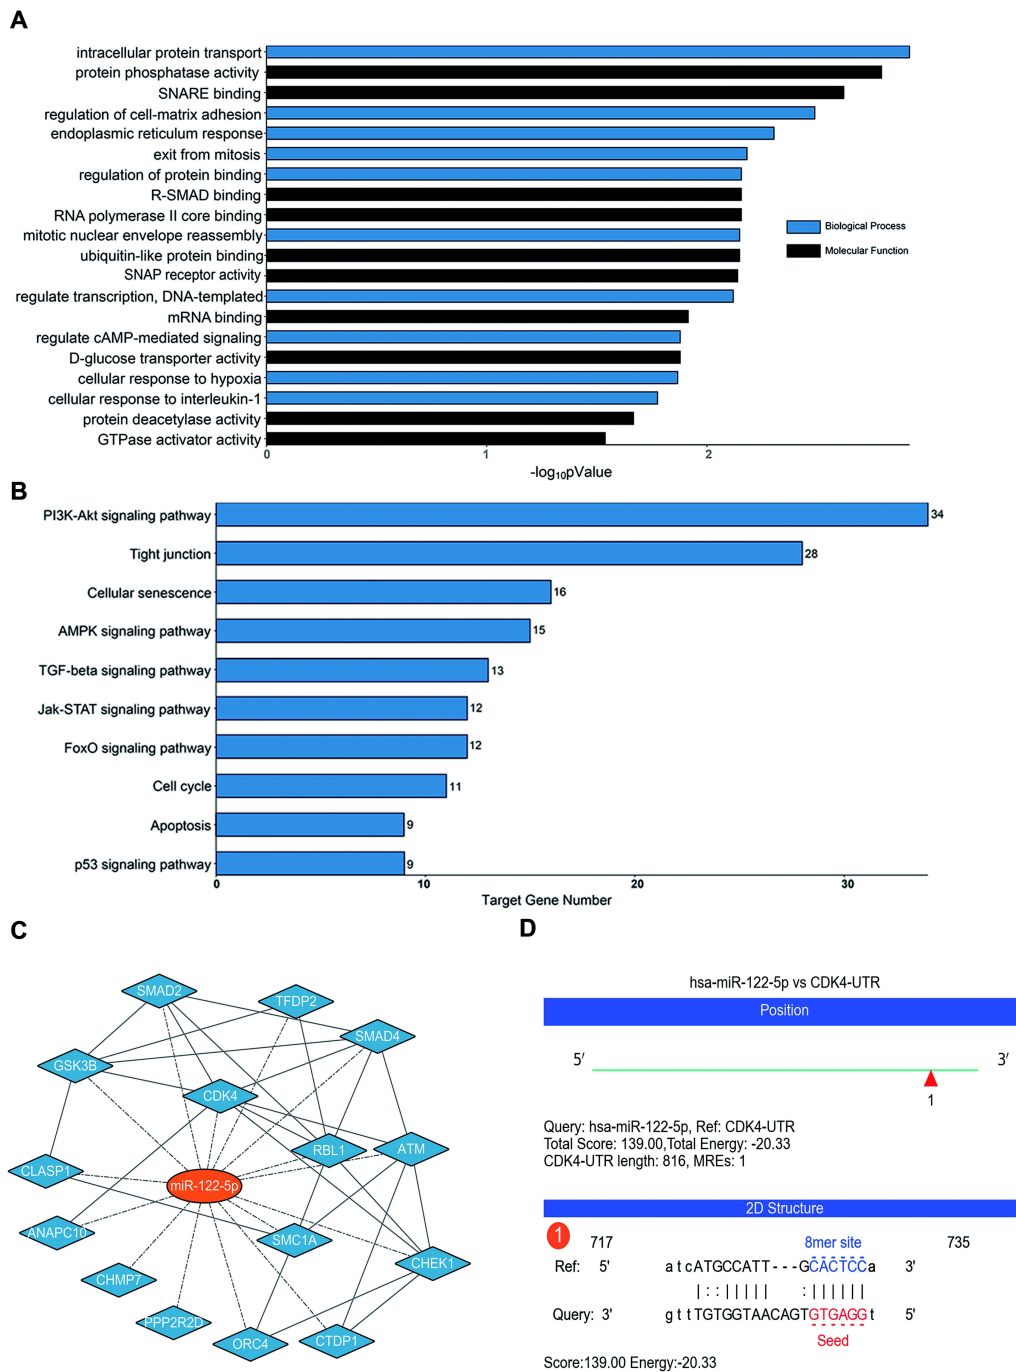 A
intracellular protein transport
protein phosphatase activity
SNARE binding
regulation of cell-matrix adhesion
endoplasmic reticulum response
exit from mitosis
regulation of protein binding
R-SMAD binding
RNA polymerase II core binding
mitotic nuclear envelope reassembly
ubiquitin-like protein binding
SNAP receptor activity
regulate transcription, DNA-templated
mRNA binding
regulate cAMP-mediated signaling
D-glucose transporter activity
cellular response to hypoxia
cellular response to interleukin-1
protein deacetylase activity
GTPase activator activity
Biological Process
Molecular Function
0 1 2
-log₁₀pValue
B
PI3K-Akt signaling pathway 34
Tight junction 28
Cellular senescence 16
AMPK signaling pathway 15
TGF-beta signaling pathway 13
Jak-STAT signaling pathway 12
FoxO signaling pathway 12
Cell cycle 11
Apoptosis 9
p53 signaling pathway 9
0 10 20 30
Target Gene Number
C
SMAD2
TFDP2
SMAD4
GSK3B
CDK4
RBL1
ATM
CLASP1
miR-122-5p
ANAPC10
SMC1A
CHEK1
CHMP7
PPP2R2D
ORC4
CTDP1
D
hsa-miR-122-5p vs CDK4-UTR
Position
5′ 3′
1
Query: hsa-miR-122-5p, Ref: CDK4-UTR
Total Score: 139.00,Total Energy: -20.33
CDK4-UTR length: 816, MREs: 1
2D Structure
1 717 8mer site 735
Ref: 5' atcATGCCATT---GCACTCCa 3'
|::||||| :||||||
Query: 3' gttTGTGGTAACAGTGTGAGGt 5'
Seed
Score:139.00 Energy:-20.33